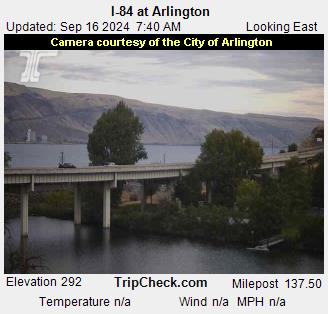 I-84 at Arlington
Updated: Sep 16 2024 7:40 AM Looking East
Camera courtesy of the City of Arlington
Elevation 292 TripCheck.com Milepost 137.50
Temperature n/a Wind n/a MPH n/a